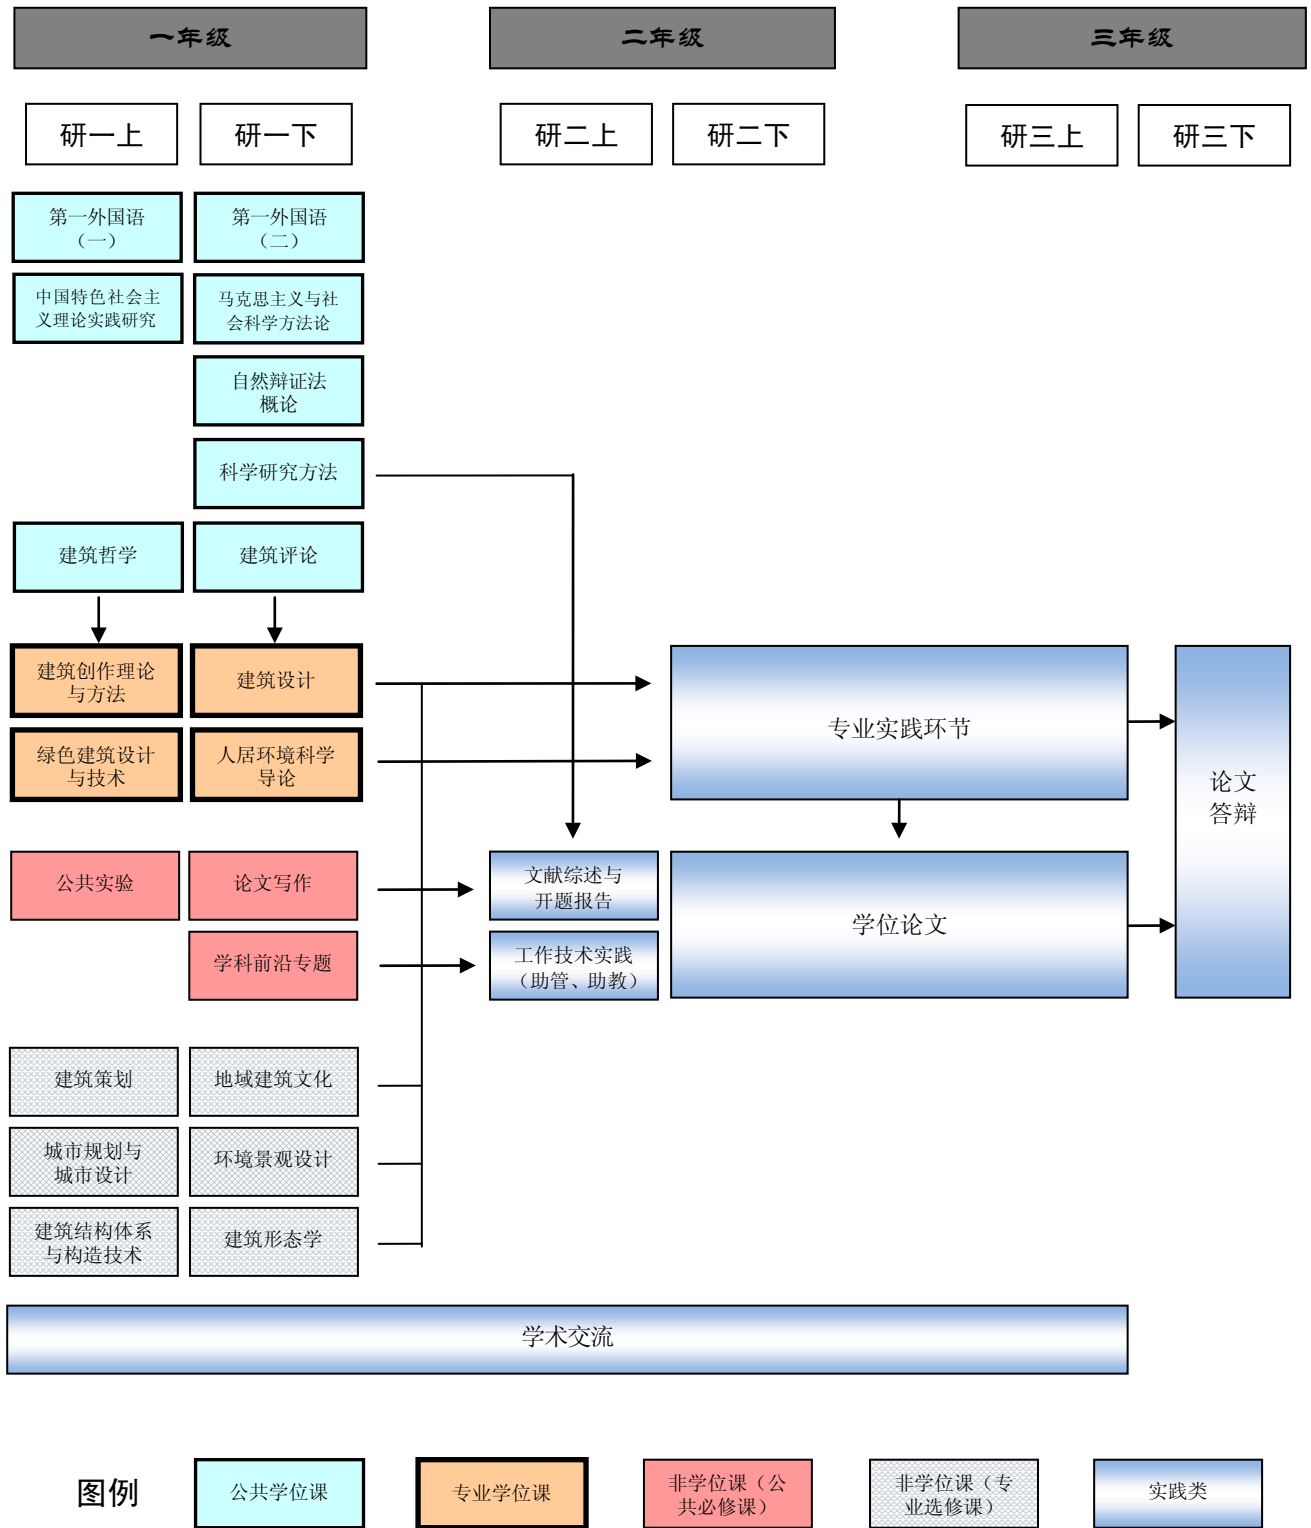 一年级
二年级
三年级
研一上
研一下
研二上
研二下
研三上
研三下
第一外国语
（一）
第一外国语
（二）
中国特色社会主
义理论实践研究
马克思主义与社
会科学方法论
自然辩证法
概论
科学研究方法
建筑哲学
建筑评论
建筑创作理论
与方法
建筑设计
绿色建筑设计
与技术
人居环境科学
导论
专业实践环节
论文
答辩
公共实验
论文写作
文献综述与
开题报告
学位论文
学科前沿专题
工作技术实践
（助管、助教）
建筑策划
地域建筑文化
城市规划与
城市设计
环境景观设计
建筑结构体系
与构造技术
建筑形态学
学术交流
图例
公共学位课
专业学位课
非学位课（公
共必修课）
非学位课（专
业选修课）
实践类